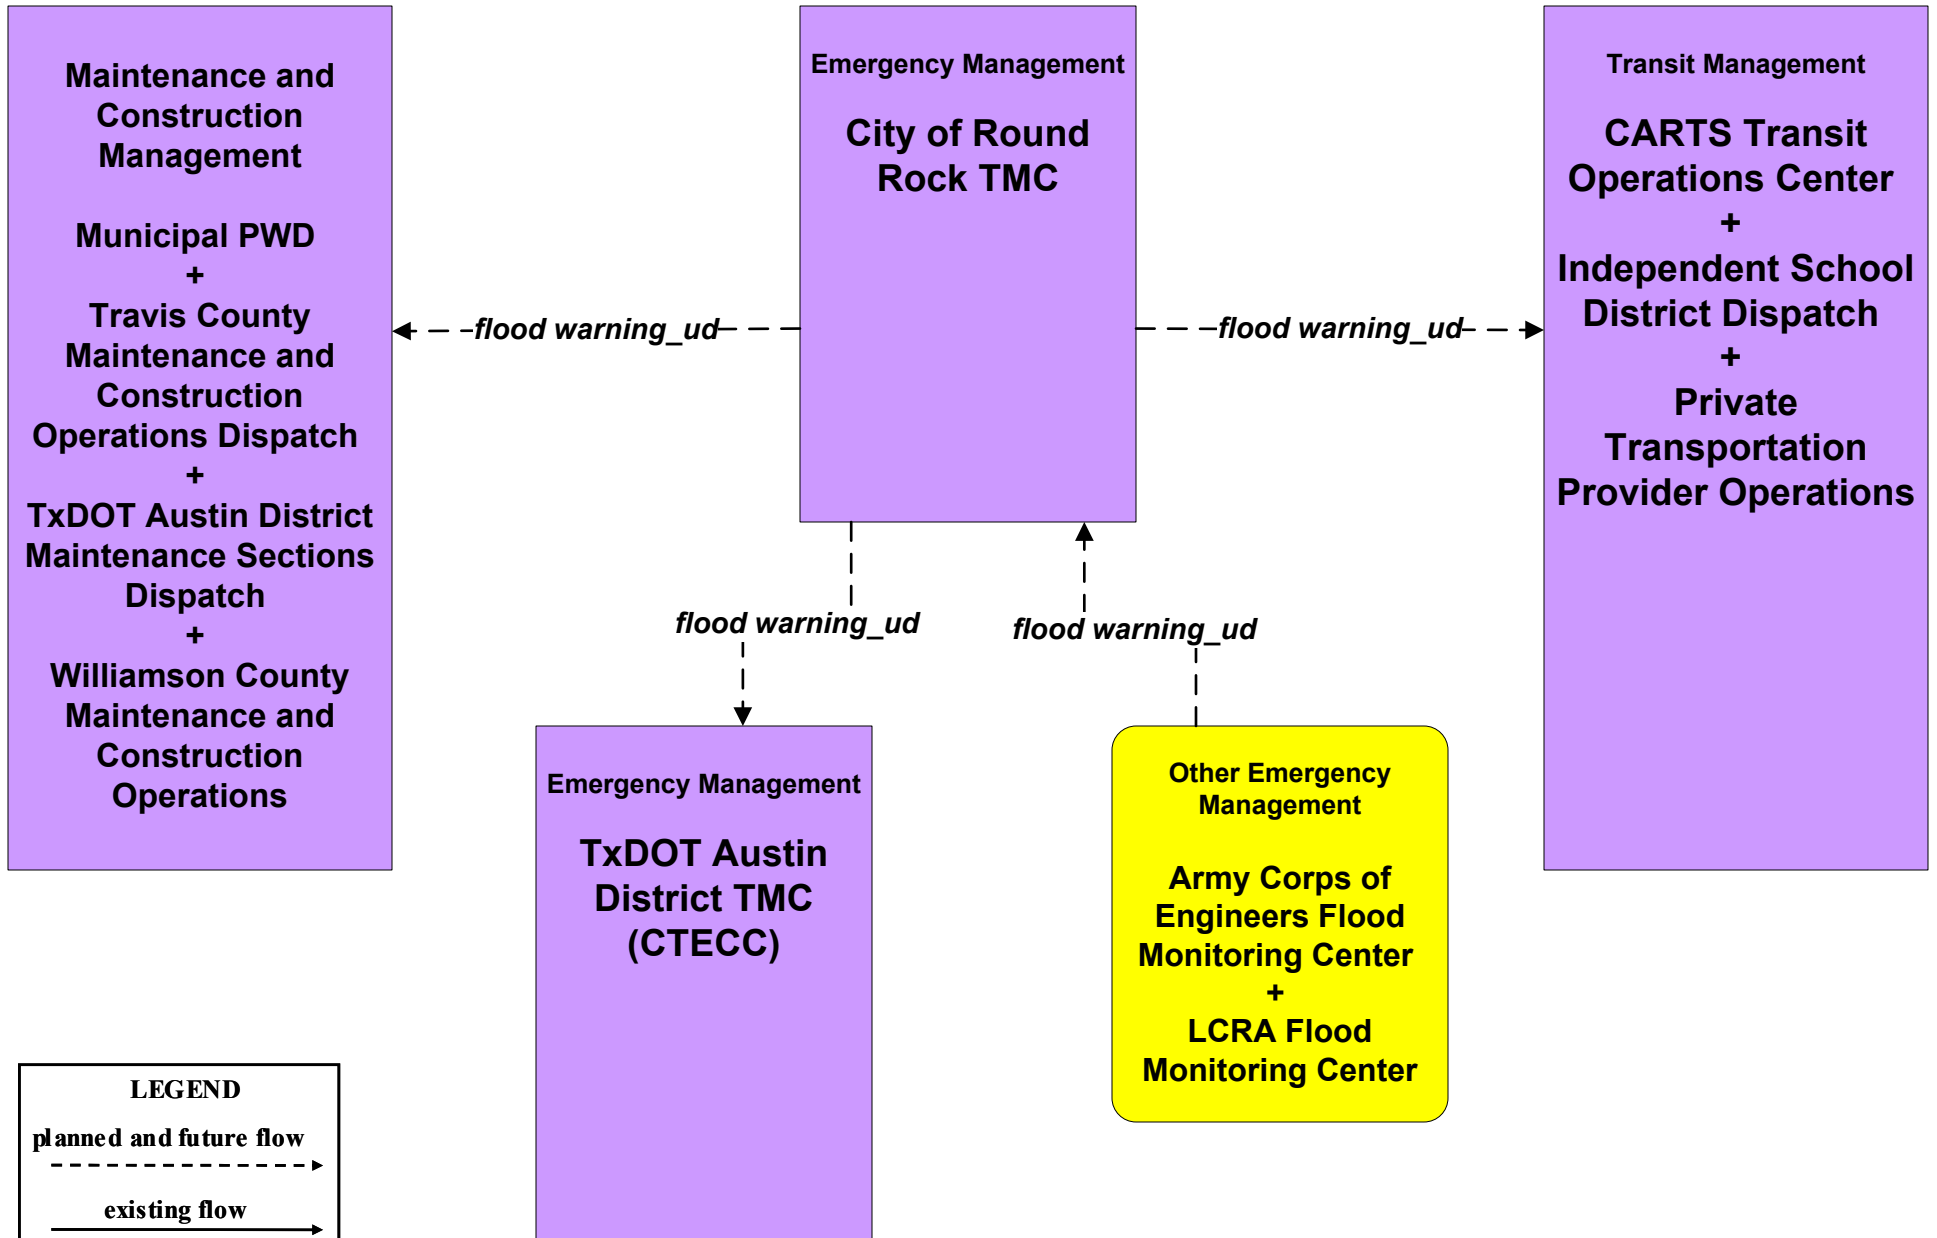 Maintenance and
Construction
Management
Municipal PWD
+
Travis County
Maintenance and
Construction
Operations Dispatch
+
TxDOT Austin District
Maintenance Sections
Dispatch
+
Williamson County
Maintenance and
Construction
Operations
flood warning_ud
Emergency Management
City of Round
Rock TMC
flood warning_ud
Transit Management
CARTS Transit
Operations Center
+
Independent School
District Dispatch
+
Private
Transportation
Provider Operations
flood warning_ud
flood warning_ud
Emergency Management
TxDOT Austin
District TMC
(CTECC)
Other Emergency
Management
Army Corps of
Engineers Flood
Monitoring Center
+
LCRA Flood
Monitoring Center
LEGEND
planned and future flow
existing flow